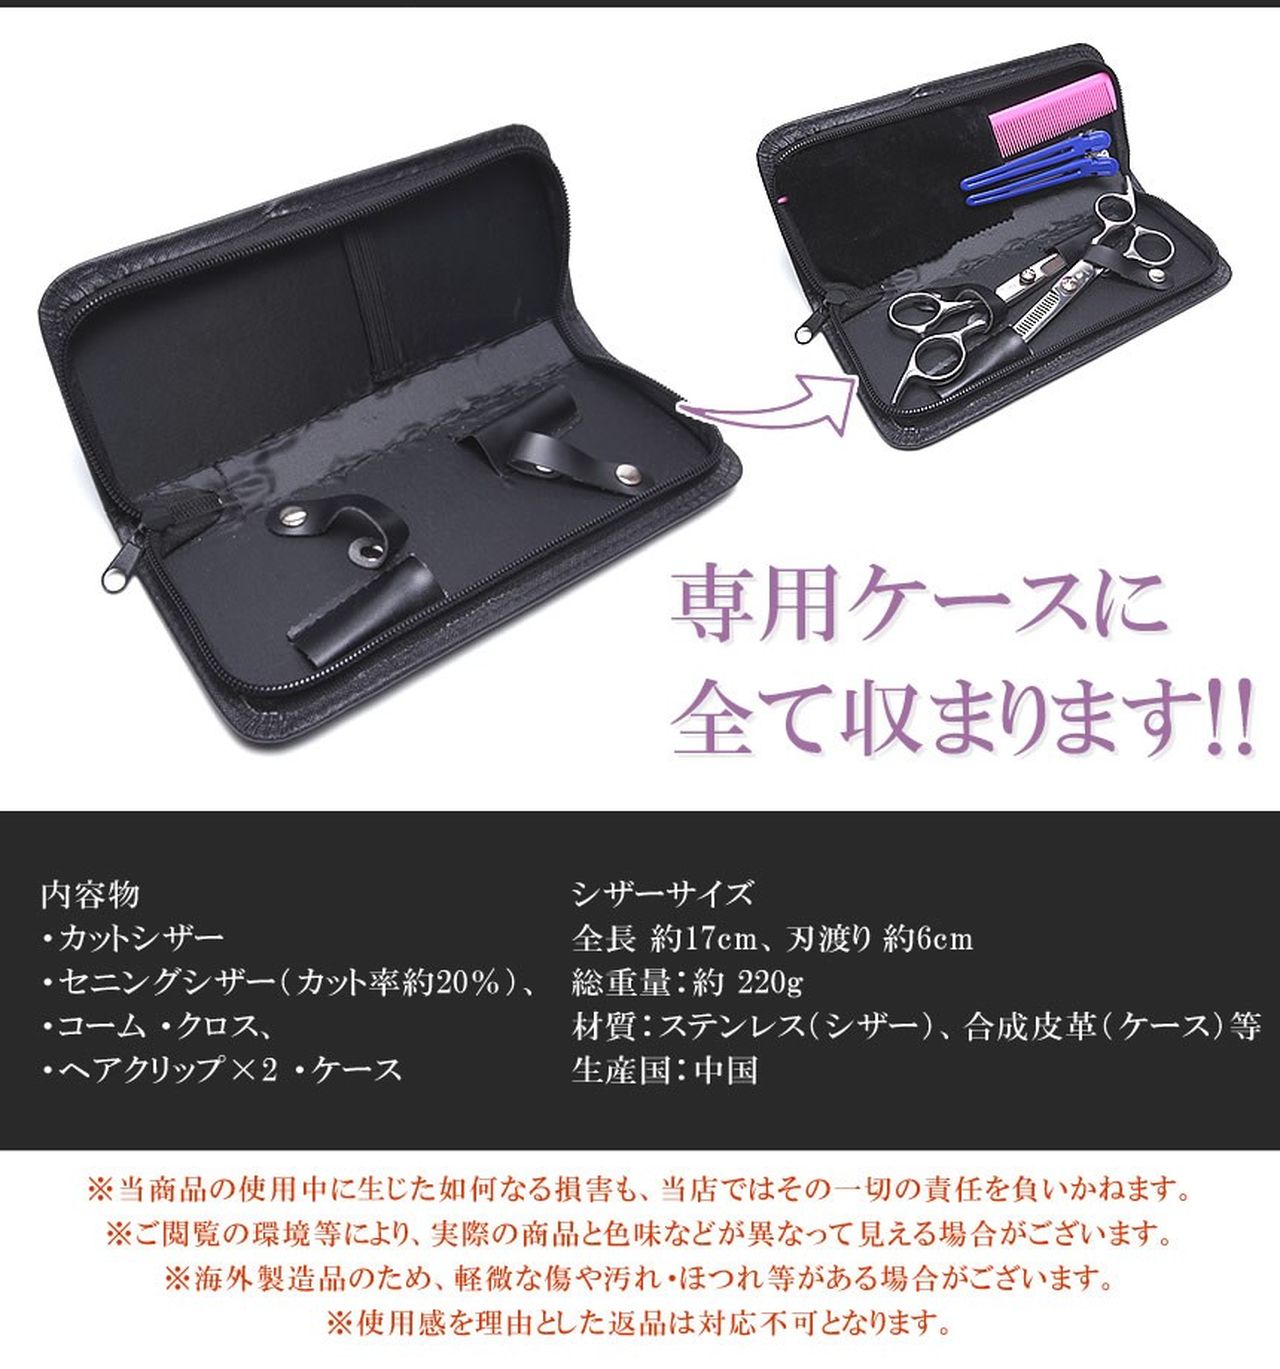 専用ケースに
全て収まります!!
内容物
・カットシザー
・セニングシザー（カット率約20%）、
・コーム ・クロス、
・ヘアクリップ×2 ・ケース
シザーサイズ
全長 約17cm、刃渡り 約6cm
総重量：約 220g
材質：ステンレス（シザー）、合成皮革（ケース）等
生産国：中国
※当商品の使用中に生じた如何なる損害も、当店ではその一切の責任を負いかねます。
※ご閲覧の環境等により、実際の商品と色味などが異なって見える場合がございます。
※海外製造品のため、軽微な傷や汚れ・ほつれ等がある場合がございます。
※使用感を理由とした返品は対応不可となります。